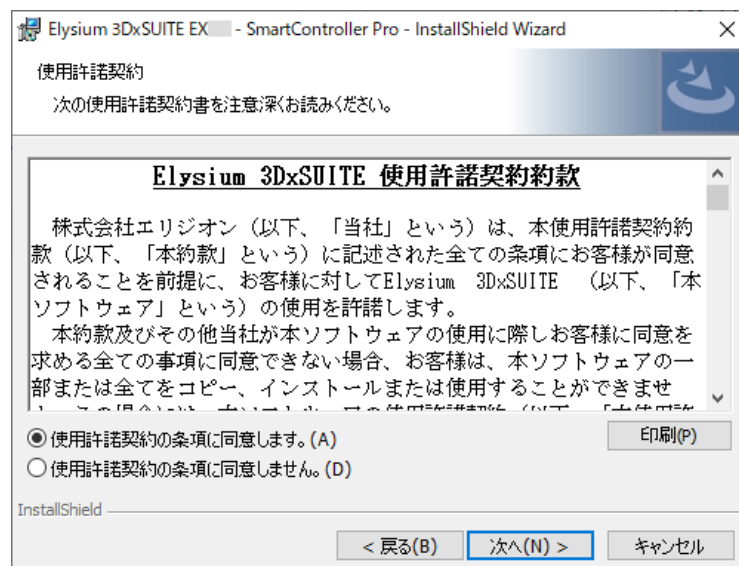 Elysium 3DxSUITE EX - SmartController Pro - InstallShield Wizard
使用許諾契約
次の使用許諾契約書を注意深くお読みください。
Elysium 3DxSUITE 使用許諾契約約款
株式会社エリジオン（以下、「当社」という）は、本使用許諾契約約
款（以下、「本約款」という）に記述された全ての条項にお客様が同意
されることを前提に、お客様に対してElysium 3DxSUITE （以下、「本
ソフトウェア」という）の使用を許諾します。
本約款及びその他当社が本ソフトウェアの使用に際しお客様に同意を
求める全ての事項に同意できない場合、お客様は、本ソフトウェアの一
部または全てをコピー、インストールまたは使用することができませ
使用許諾契約の条項に同意します。(A)
印刷(P)
使用許諾契約の条項に同意しません。(D)
InstallShield
< 戻る(B)
次へ(N) >
キャンセル